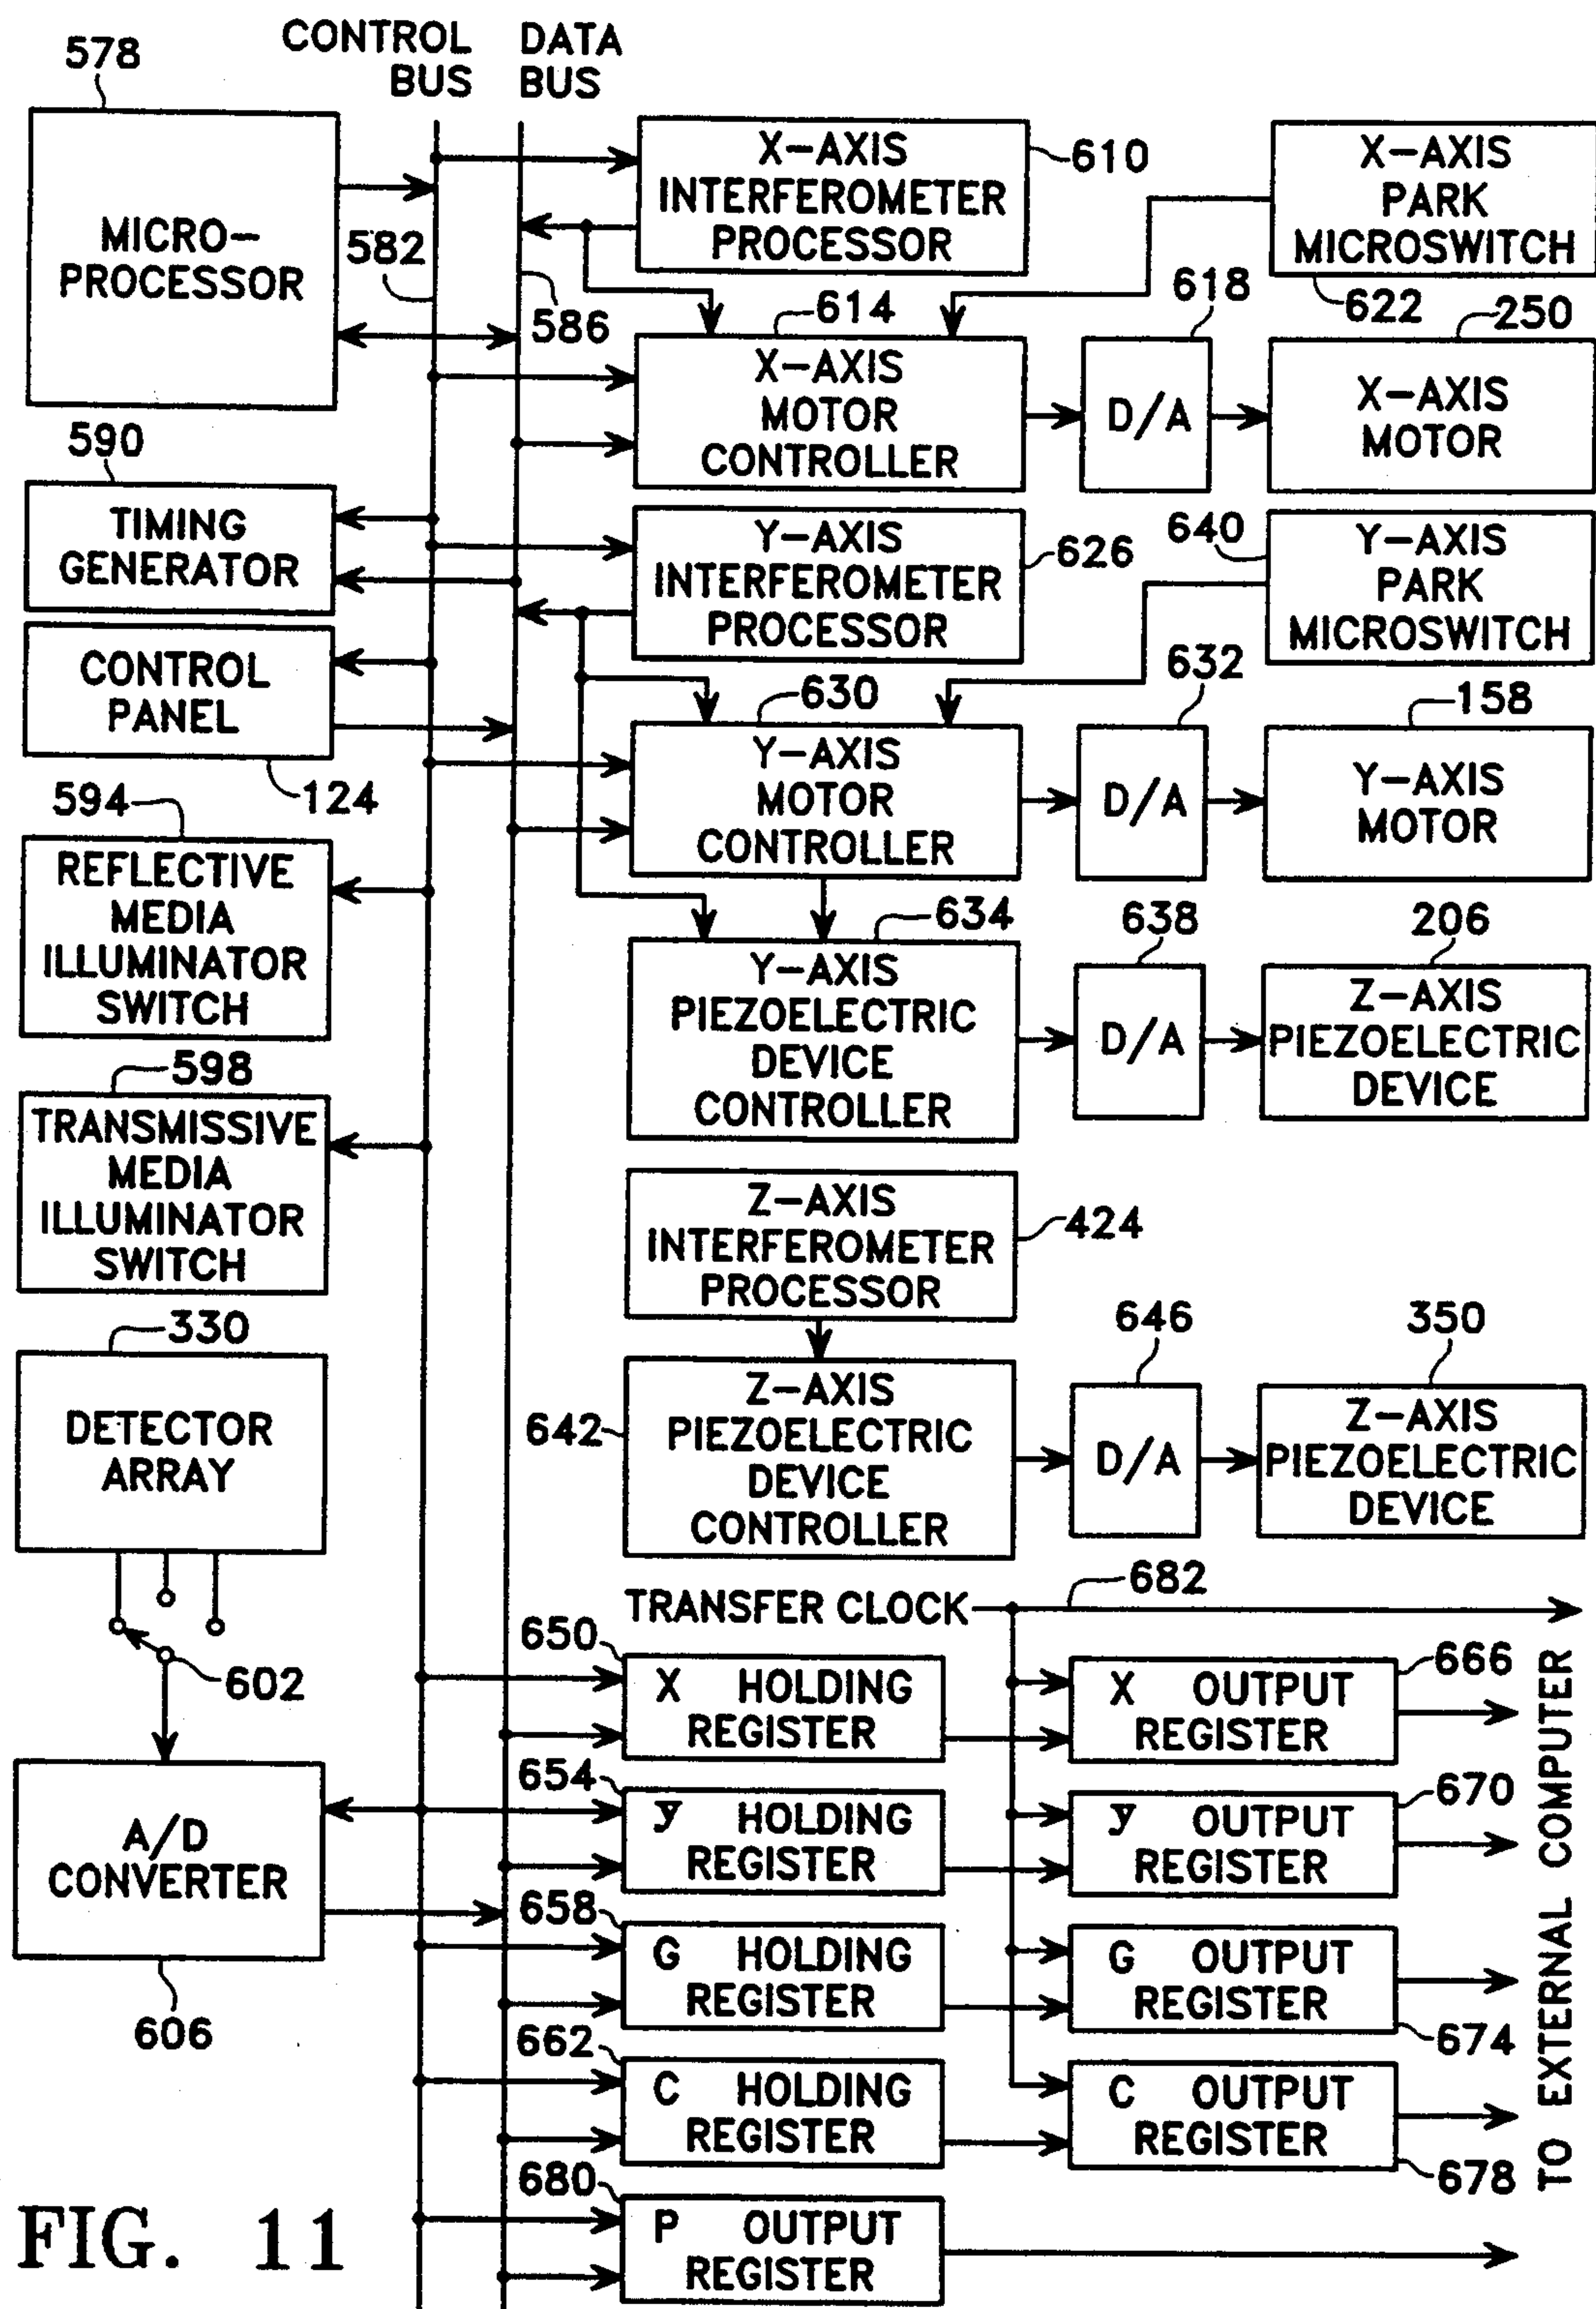 CONTROL
BUS
DATA
BUS
578
MICRO-
PROCESSOR
582
586
X-AXIS
INTERFEROMETER
PROCESSOR
610
X-AXIS
PARK
MICROSWITCH
622
614
X-AXIS
MOTOR
CONTROLLER
618
D/A
250
X-AXIS
MOTOR
590
TIMING
GENERATOR
Y-AXIS
INTERFEROMETER
PROCESSOR
626
640
Y-AXIS
PARK
MICROSWITCH
CONTROL
PANEL
124
630
Y-AXIS
MOTOR
CONTROLLER
632
D/A
158
Y-AXIS
MOTOR
594
REFLECTIVE
MEDIA
ILLUMINATOR
SWITCH
634
Y-AXIS
PIEZOELECTRIC
DEVICE
CONTROLLER
638
D/A
206
Z-AXIS
PIEZOELECTRIC
DEVICE
598
TRANSMISSIVE
MEDIA
ILLUMINATOR
SWITCH
Z-AXIS
INTERFEROMETER
PROCESSOR
424
330
DETECTOR
ARRAY
642
Z-AXIS
PIEZOELECTRIC
DEVICE
CONTROLLER
646
D/A
350
Z-AXIS
PIEZOELECTRIC
DEVICE
602
TRANSFER CLOCK
682
650
X HOLDING
REGISTER
X OUTPUT
REGISTER
666
A/D
CONVERTER
606
654
y HOLDING
REGISTER
y OUTPUT
REGISTER
670
658
G HOLDING
REGISTER
G OUTPUT
REGISTER
674
662
C HOLDING
REGISTER
C OUTPUT
REGISTER
678
680
P OUTPUT
REGISTER
TO EXTERNAL COMPUTER
FIG. 11